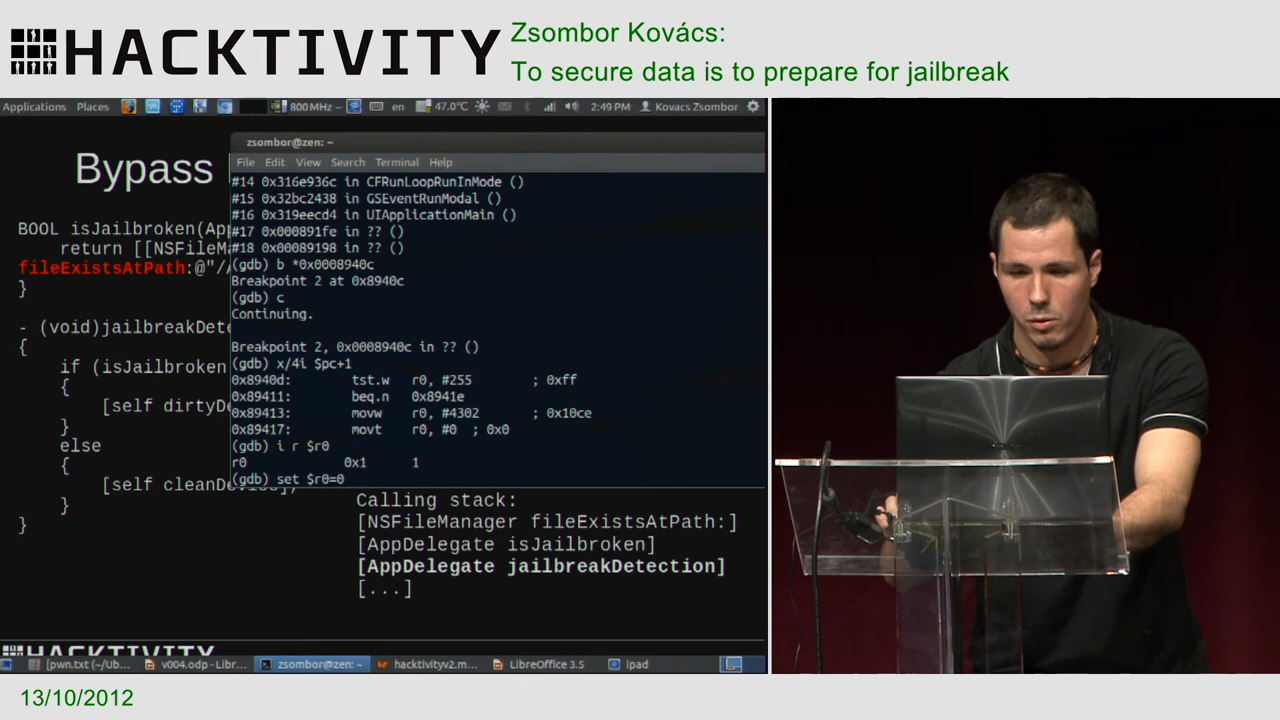 HACKTIVITY
Zsombor Kovács:
To secure data is to prepare for jailbreak
Applications Places 800 MHz en 47.0°C 2:49 PM Kovacs Zsombor
zsombor@zen: ~
File Edit View Search Terminal Help
Bypass
BOOL isJailbroken(App
return [[NSFileMa
fileExistsAtPath:@"//
}
- (void)jailbreakDete
{
if (isJailbroken
{
[self dirtyDe
}
else
{
[self cleanDevice];
}
}
#14 0x316e936c in CFRunLoopRunInMode ()
#15 0x32bc2438 in GSEventRunModal ()
#16 0x319eecd4 in UIApplicationMain ()
#17 0x000891fe in ?? ()
#18 0x00089198 in ?? ()
(gdb) b *0x0008940c
Breakpoint 2 at 0x8940c
(gdb) c
Continuing.
Breakpoint 2, 0x0008940c in ?? ()
(gdb) x/4i $pc+1
0x8940d: tst.w r0, #255 ; 0xff
0x89411: beq.n 0x8941e
0x89413: movw r0, #4302 ; 0x10ce
0x89417: movt r0, #0 ; 0x0
(gdb) i r $r0
r0 0x1 1
(gdb) set $r0=0
Calling stack:
[NSFileManager fileExistsAtPath:]
[AppDelegate isJailbroken]
[AppDelegate jailbreakDetection]
[...]
HACKTIVITY
[pwn.txt (~/Ub... v004.odp - Libr... zsombor@zen: ~ hacktivityv2.m... LibreOffice 3.5 ipad
13/10/2012